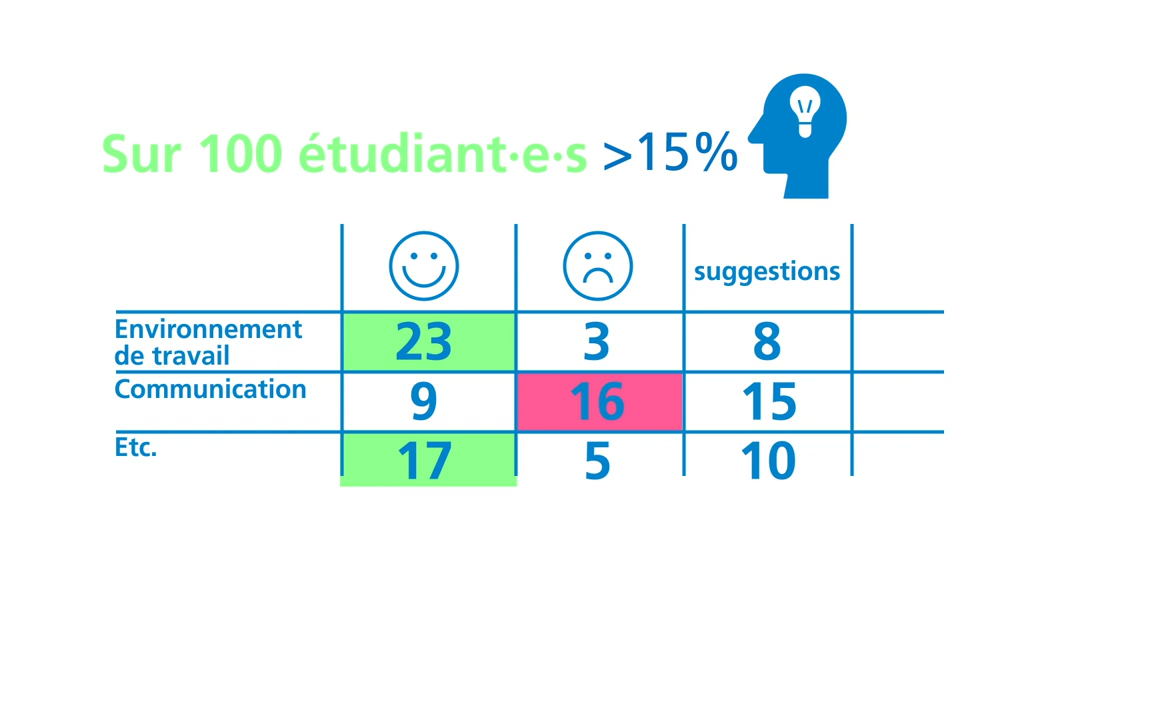 Sur 100 étudiant·e·s >15%
suggestions
Environnement
de travail
23 3 8
Communication
9 16 15
Etc.
17 5 10